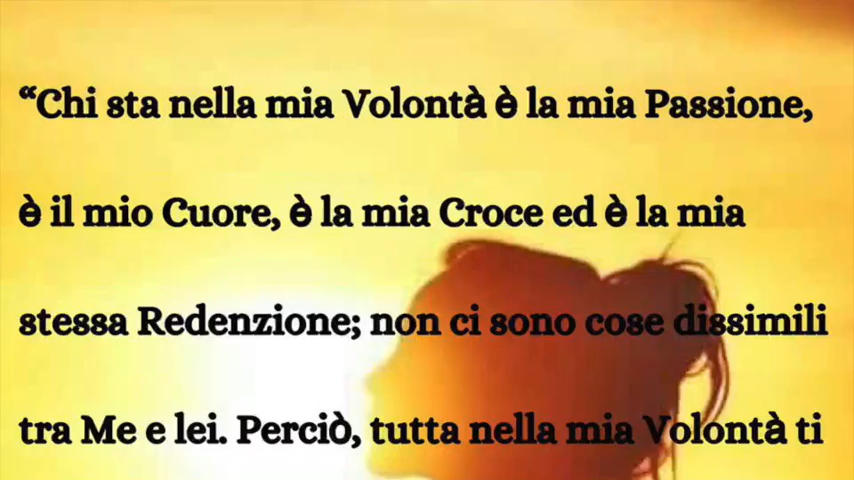 “Chi sta nella mia Volontà è la mia Passione,
è il mio Cuore, è la mia Croce ed è la mia
stessa Redenzione; non ci sono cose dissimili
tra Me e lei. Perciò, tutta nella mia Volontà ti